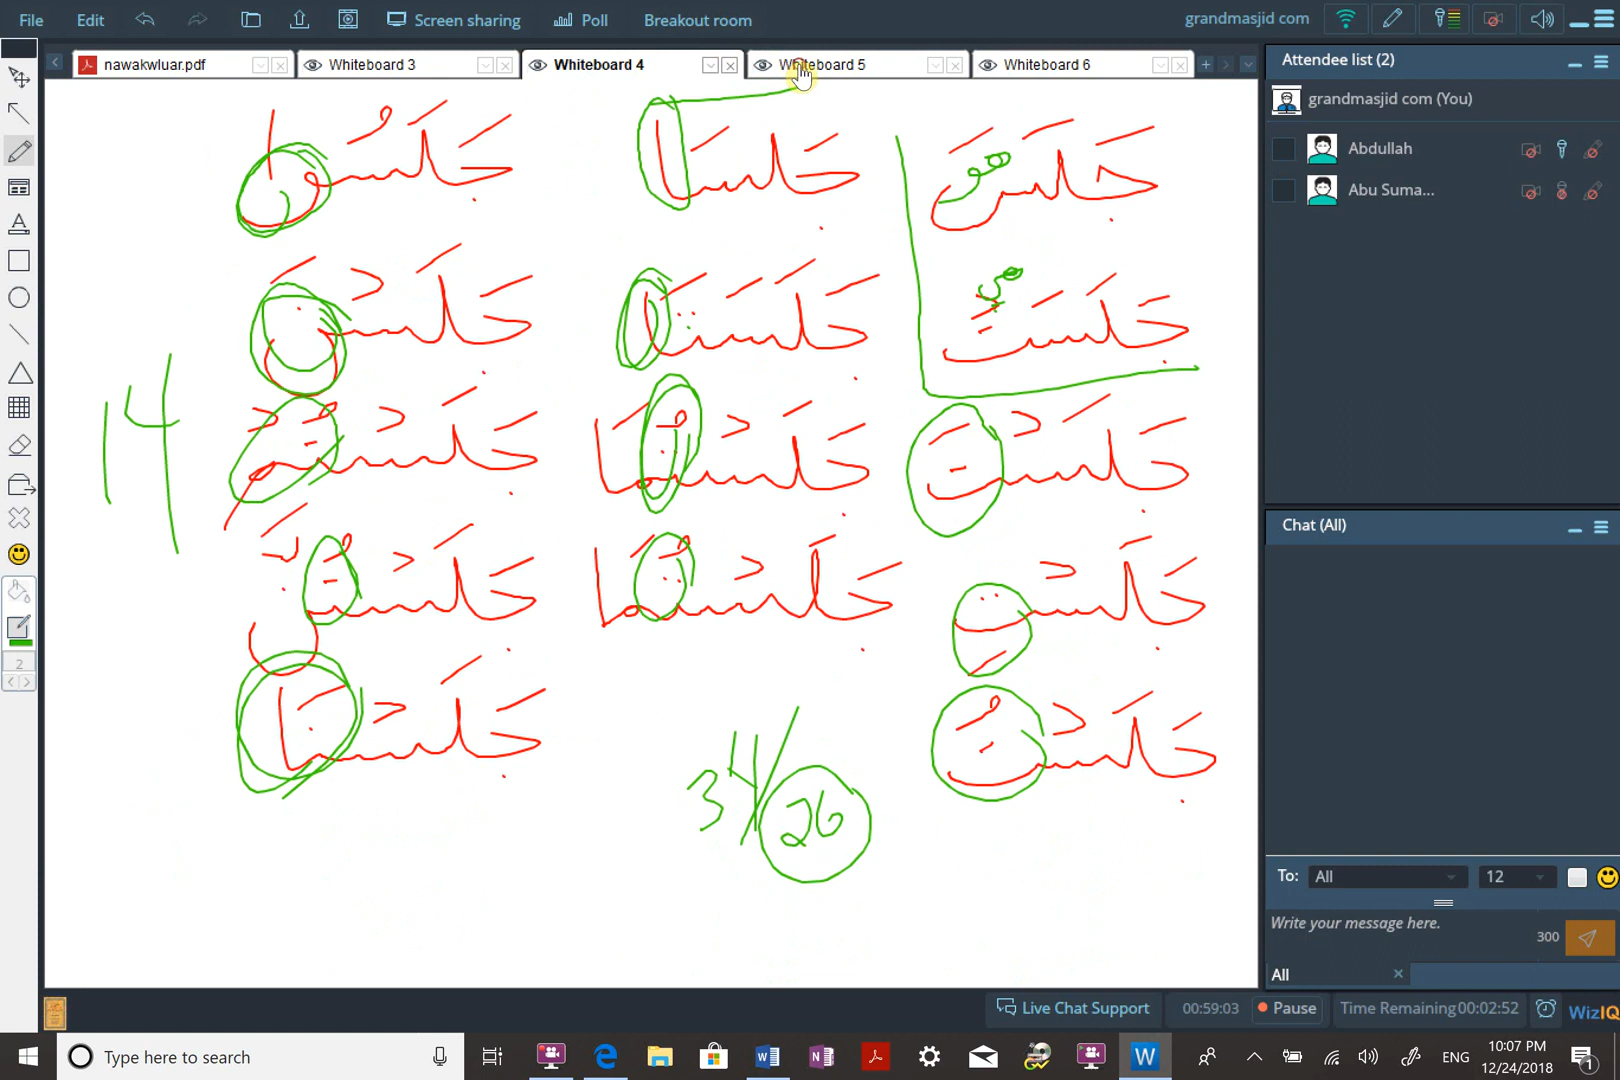 File Edit Screen sharing Poll Breakout room grandmasjid com
nawakwluar.pdf Whiteboard 3 Whiteboard 4 Whiteboard 5 Whiteboard 6
Attendee list (2)
grandmasjid com (You)
Abdullah
Abu Suma...
جَلَسُوا جَلَسَا جَلَسَ
جَلَسْنَ جَلَسَتَا جَلَسَتْ
جَلَسْتُمْ جَلَسْتُمَا جَلَسْتَ
جَلَسْتُنَّ جَلَسْتُمَا جَلَسْتِ
جَلَسْنَا جَلَسْتُ
14
34/26
Chat (All)
To: All 12
Write your message here.
300
All
Live Chat Support 00:59:03 Pause Time Remaining 00:02:52 WizIQ
2
Type here to search
ENG 10:07 PM
12/24/2018
1